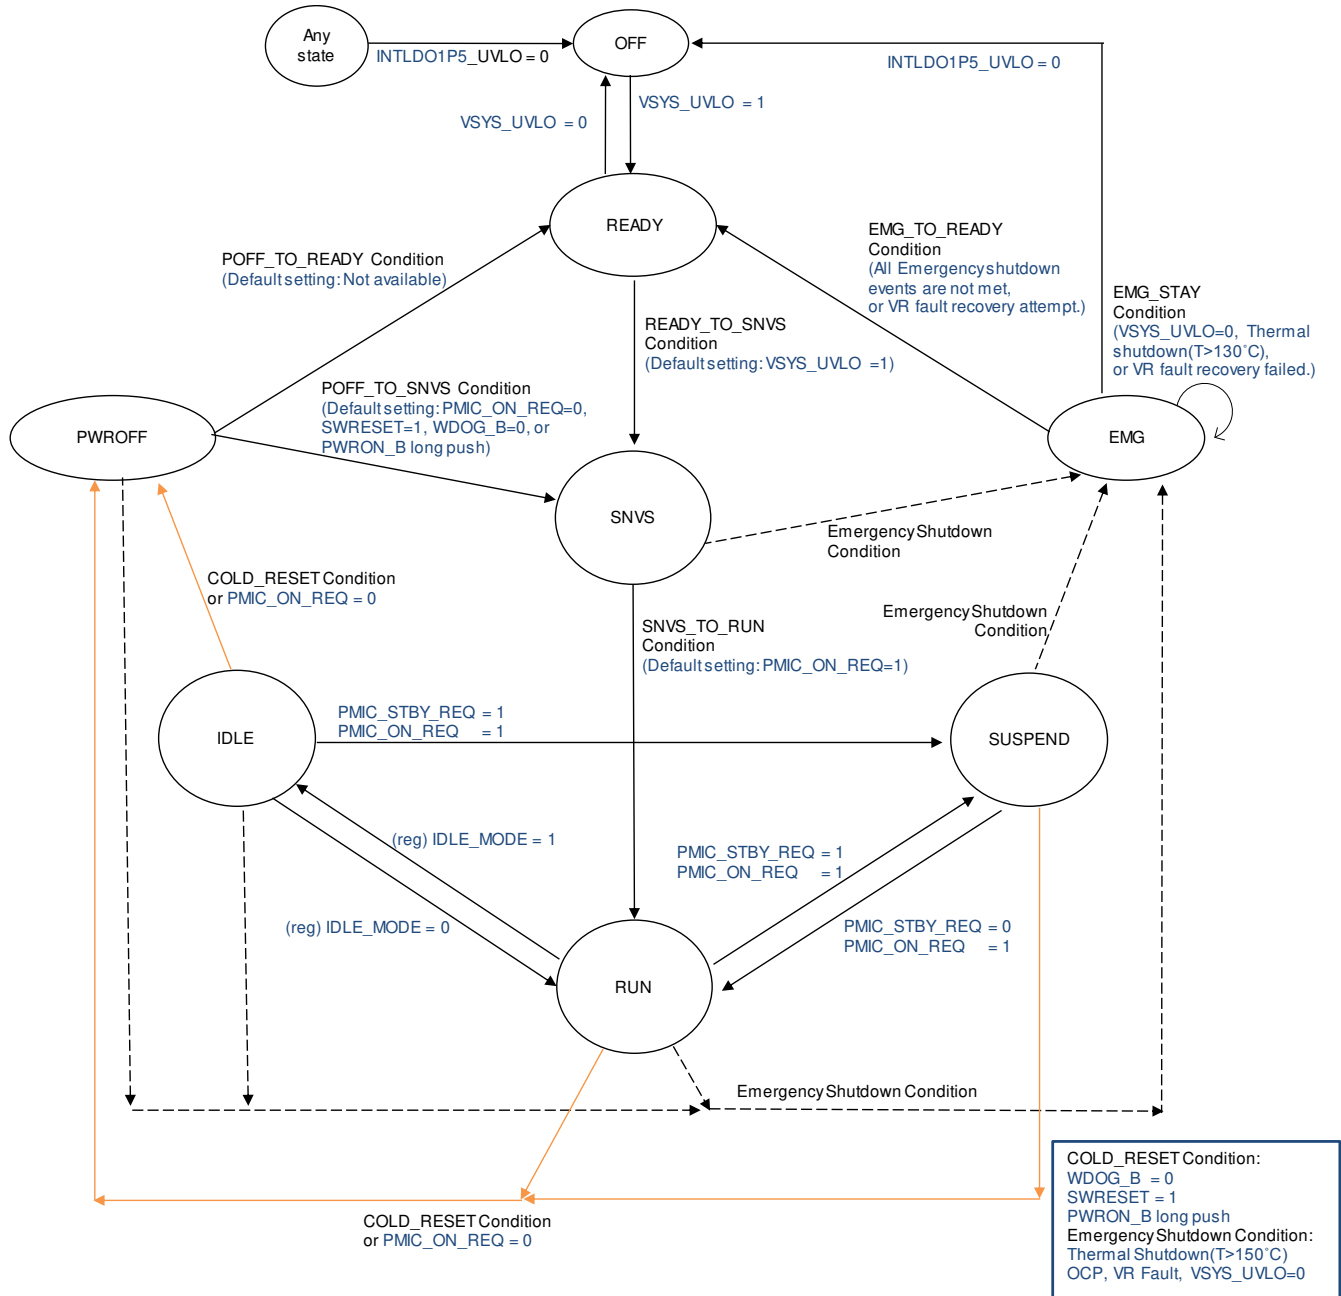 Any
state
OFF
INTLDO1P5_UVLO = 0
INTLDO1P5_UVLO = 0
VSYS_UVLO = 1
VSYS_UVLO = 0
READY
EMG_TO_READY
Condition
(All Emergency shutdown
events are not met,
or VR fault recovery attempt.)
POFF_TO_READY Condition
(Default setting: Not available)
EMG_STAY
Condition
(VSYS_UVLO=0, Thermal
shutdown(T>130°C),
or VR fault recovery failed.)
READY_TO_SNVS
Condition
(Default setting: VSYS_UVLO =1)
POFF_TO_SNVS Condition
(Default setting: PMIC_ON_REQ=0,
SWRESET=1, WDOG_B=0, or
PWRON_B long push)
PWROFF
EMG
SNVS
Emergency Shutdown
Condition
COLD_RESET Condition
or PMIC_ON_REQ = 0
Emergency Shutdown
Condition
SNVS_TO_RUN
Condition
(Default setting: PMIC_ON_REQ=1)
PMIC_STBY_REQ = 1
PMIC_ON_REQ = 1
IDLE
SUSPEND
(reg) IDLE_MODE = 1
PMIC_STBY_REQ = 1
PMIC_ON_REQ = 1
(reg) IDLE_MODE = 0
PMIC_STBY_REQ = 0
PMIC_ON_REQ = 1
RUN
Emergency Shutdown Condition
COLD_RESET Condition
or PMIC_ON_REQ = 0
COLD_RESET Condition:
WDOG_B = 0
SWRESET = 1
PWRON_B long push
Emergency Shutdown Condition:
Thermal Shutdown(T>150°C)
OCP, VR Fault, VSYS_UVLO=0